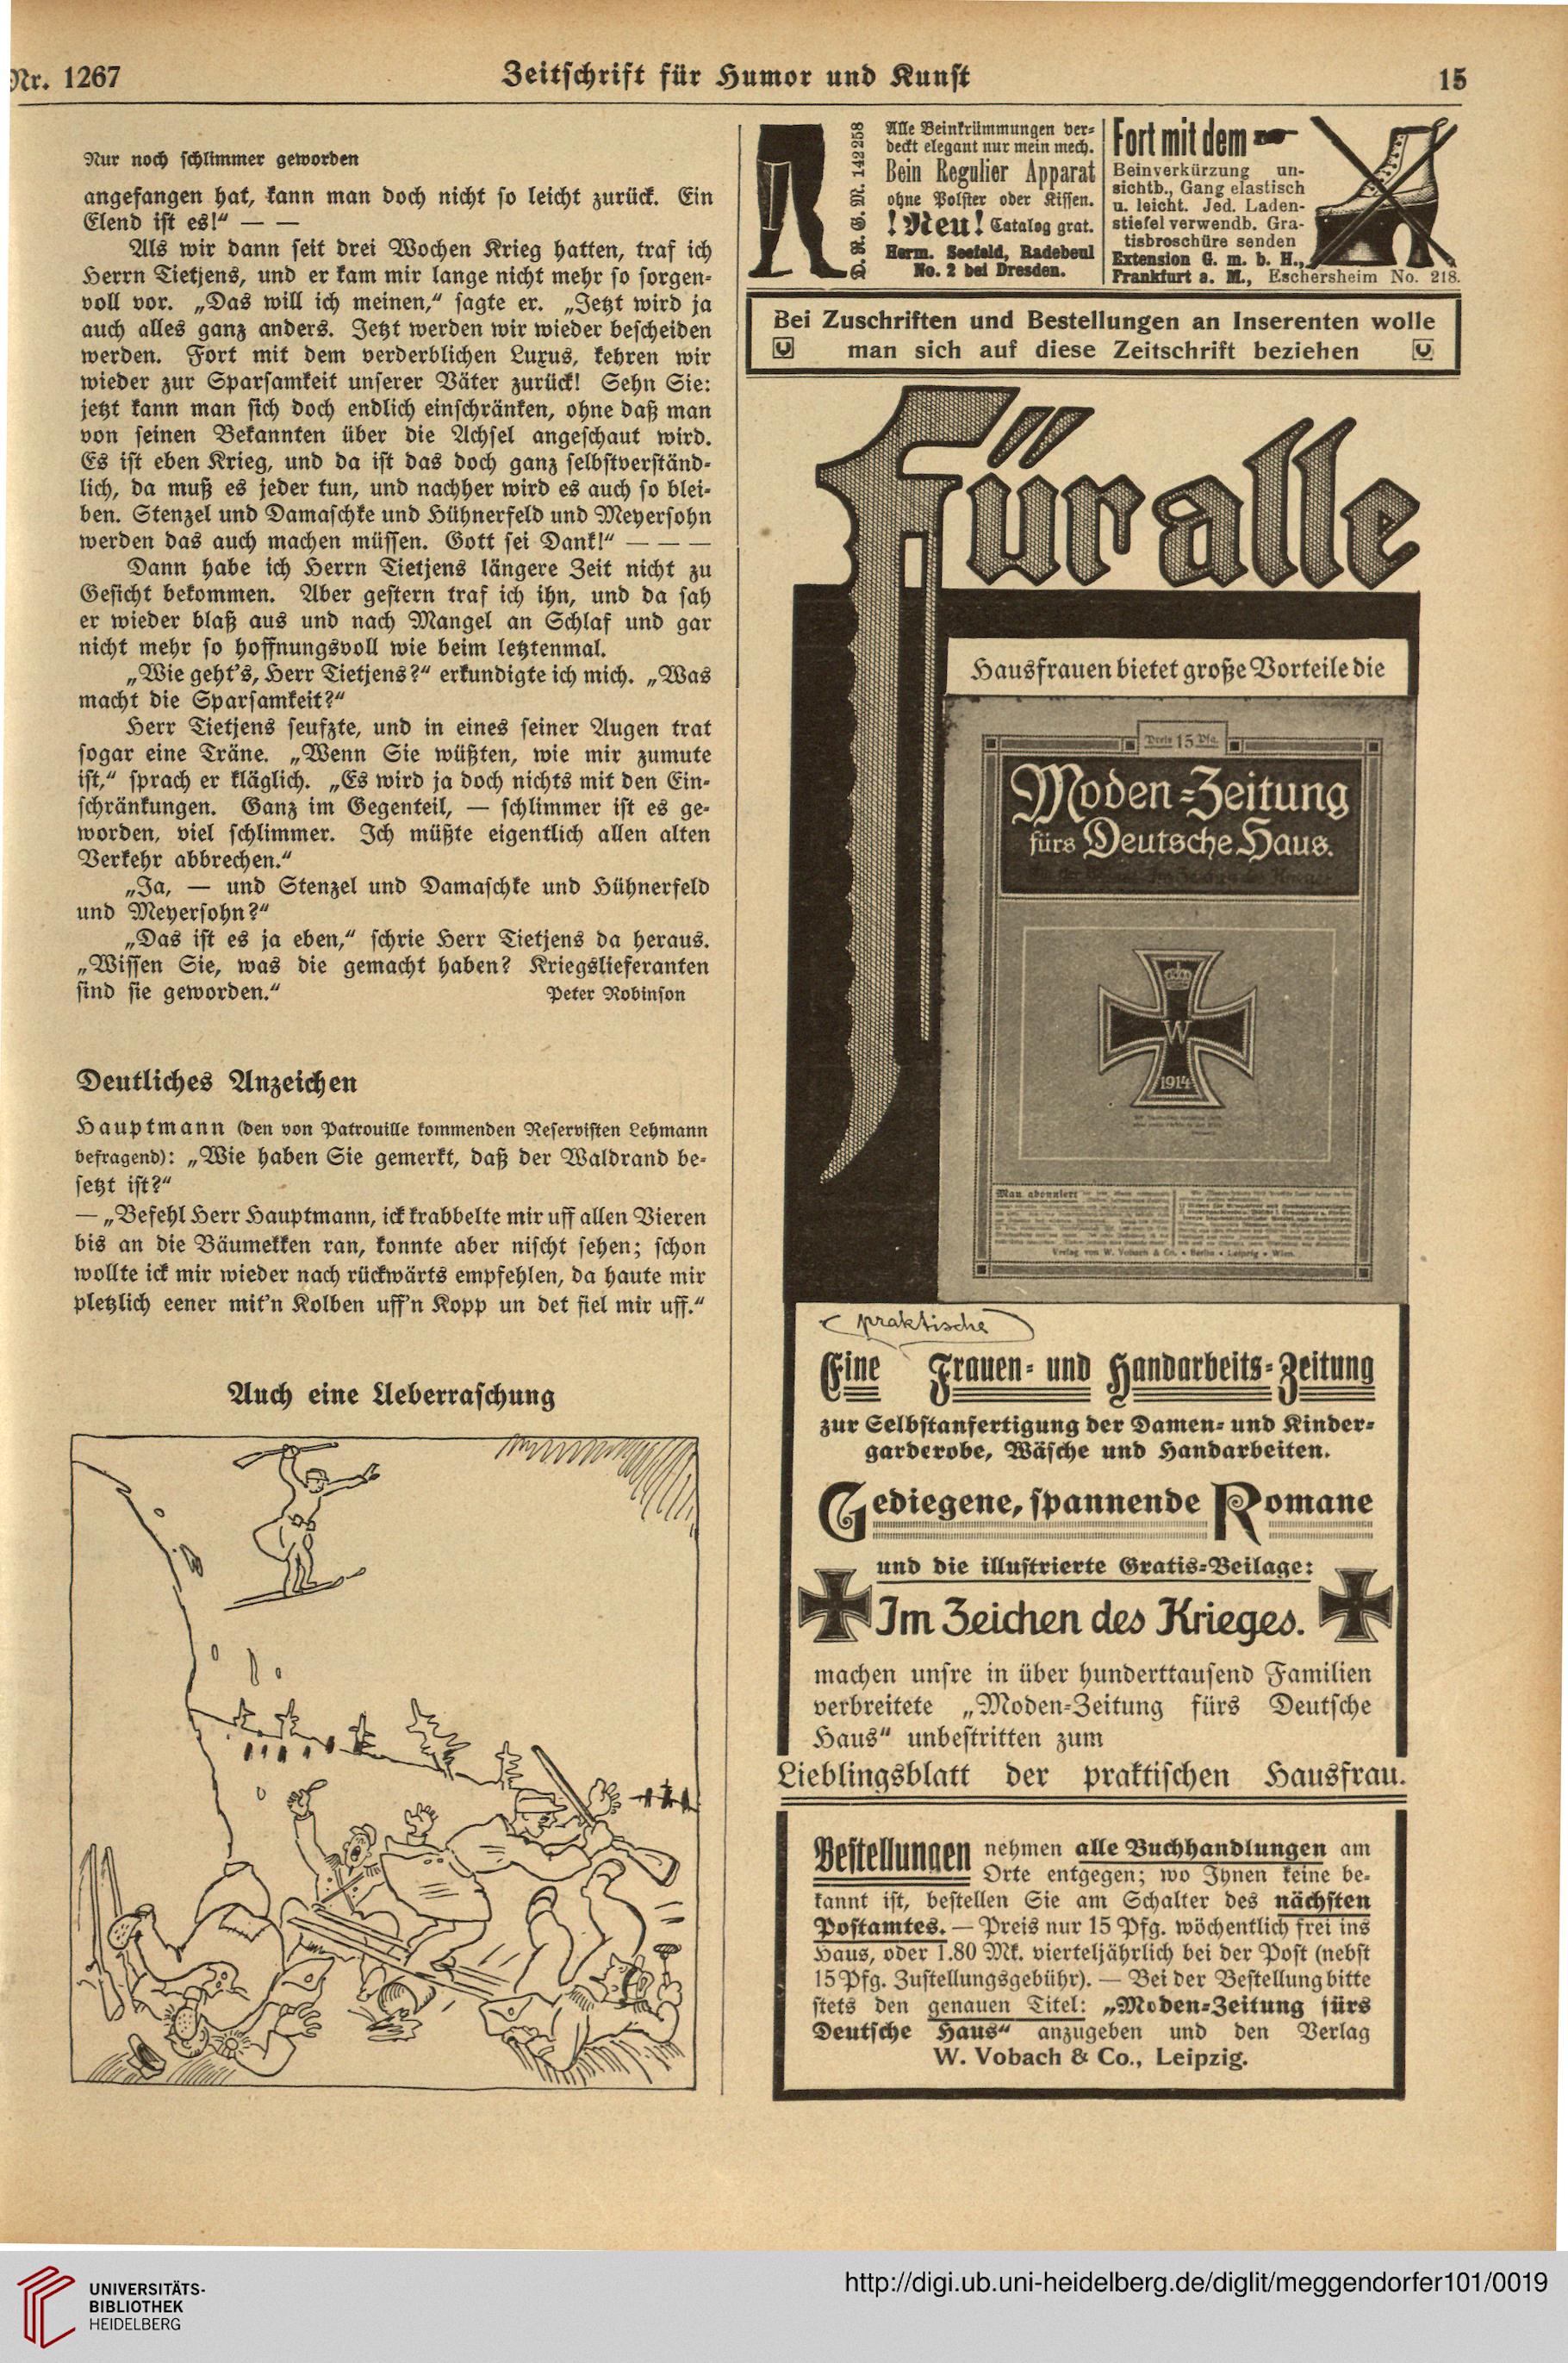 Nr. 1267
Zeitschrift für Humor und Kunst
15
Nur noch schlimmer geworden
angefangen hat, kann man doch nicht so leicht zurück. Ein
Elend ist es!“ — —
Als wir dann seit drei Wochen Krieg hatten, traf ich
Herrn Tietjens, und er kam mir lange nicht mehr so sorgen-
voll vor. „Das will ich meinen,“ sagte er. „Jetzt wird ja
auch alles ganz anders. Jetzt werden wir wieder bescheiden
werden. Fort mit dem verderblichen Luxus, kehren wir
wieder zur Sparsamkeit unserer Väter zurück! Sehn Sie:
jetzt kann man sich doch endlich einschränken, ohne daß man
von seinen Bekannten über die Achsel angeschaut wird.
Es ist eben Krieg, und da ist das doch ganz selbstverständ-
lich, da muß es jeder tun, und nachher wird es auch so blei-
ben. Stenzel und Damaschke und Hühnerfeld und Meyersohn
werden das auch machen müssen. Gott sei Dank!“ — — —
Dann habe ich Herrn Tietjens längere Zeit nicht zu
Gesicht bekommen. Aber gestern traf ich ihn, und da sah
er wieder blaß aus und nach Mangel an Schlaf und gar
nicht mehr so hoffnungsvoll wie beim letztenmal.
„Wie geht's, Herr Tietjens?“ erkundigte ich mich. „Was
macht die Sparsamkeit?“
Herr Tietjens seufzte, und in eines seiner Augen trat
sogar eine Träne. „Wenn Sie wüßten, wie mir zumute
ist,“ sprach er kläglich. „Es wird ja doch nichts mit den Ein-
schränkungen. Ganz im Gegenteil, — schlimmer ist es ge-
worden, viel schlimmer. Ich müßte eigentlich allen alten
Verkehr abbrechen.“
„Ja, — und Stenzel und Damaschke und Hühnerfeld
und Meyersohn?“
„Das ist es ja eben,“ schrie Herr Tietjens da heraus.
„Wissen Sie, was die gemacht haben? Kriegslieferanten
sind sie geworden.“ Peter Robinson
Deutliches Anzeichen
Hauptmann (den von Patrouille kommenden Reservisten Lehmann
befragend): „Wie haben Sie gemerkt, daß der Waldrand be-
setzt ist?“
— „Befehl Herr Hauptmann, ick krabbelte mir uff allen Vieren
bis an die Bäumekken ran, konnte aber nischt sehen; schon
wollte ick mir wieder nach rückwärts empfehlen, da haute mir
pletzlich eener mit'n Kolben uff'n Kopp un det fiel mir uff.“
Auch eine Ueberraschung
D. R. G. M. 142258
Alle Beinkrümmungen ver-
deckt elegant nur mein mech.
Bein Regulier Apparat
ohne Polster oder Kissen.
! Neu! Catalog grat.
Herm. Seefeld, Radebeul
No. 2 bei Dresden.
Fort mit dem
Beinverkürzung un-
sichtb., Gang elastisch
u. leicht. Jed. Laden-
stiefel verwendb. Gra-
tisbroschüre senden
Extension G. m. b. H.,
Frankfurt a. M., Eschersheim No. 218.
Bei Zuschriften und Bestellungen an Inserenten wolle
man sich auf diese Zeitschrift beziehen
Für alle
Hausfrauen bietet große Vorteile die
Preis 15 Pfg.
Moden-Zeitung
fürs Deutsche Haus.
W
1914
Man abonniert
Verlag von W. Vobach & Co. • Berlin • Leipzig • Wien.
praktische
Eine Frauen- und Handarbeits-Zeitung
zur Selbstanfertigung der Damen- und Kinder-
garderobe, Wäsche und Handarbeiten.
Gediegene, spannende Romane
und die illustrierte Gratis-Beilage:
Im Zeichen des Krieges.
machen unsre in über hunderttausend Familien
verbreitete „Moden-Zeitung fürs Deutsche
Haus“ unbestritten zum
Lieblingsblatt der praktischen Hausfrau.
Bestellungen nehmen alle Buchhandlungen am
Orte entgegen; wo Ihnen keine be-
kannt ist, bestellen Sie am Schalter des nächsten
Postamtes. — Preis nur 15 Pfg. wöchentlich frei ins
Haus, oder 1.80 Mk. vierteljährlich bei der Post (nebst
15 Pfg. Zustellungsgebühr). — Bei der Bestellung bitte
stets den genauen Titel: „Moden-Zeitung fürs
Deutsche Haus“ anzugeben und den Verlag
W. Vobach & Co., Leipzig.
UNIVERSITÄTS-
BIBLIOTHEK
HEIDELBERG
http://digi.ub.uni-heidelberg.de/diglit/meggendorfer101/0019